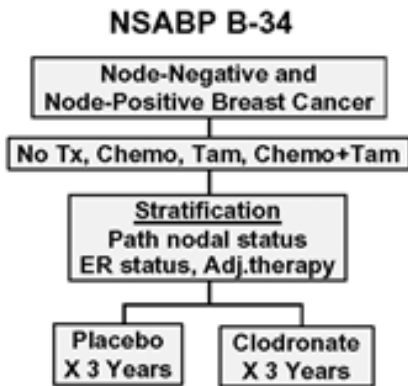 NSABP B-34
Node-Negative and
Node-Positive Breast Cancer
No Tx, Chemo, Tam, Chemo+Tam
Stratification
Path nodal status
ER status, Adj.therapy
Placebo
X 3 Years
Clodronate
X 3 Years